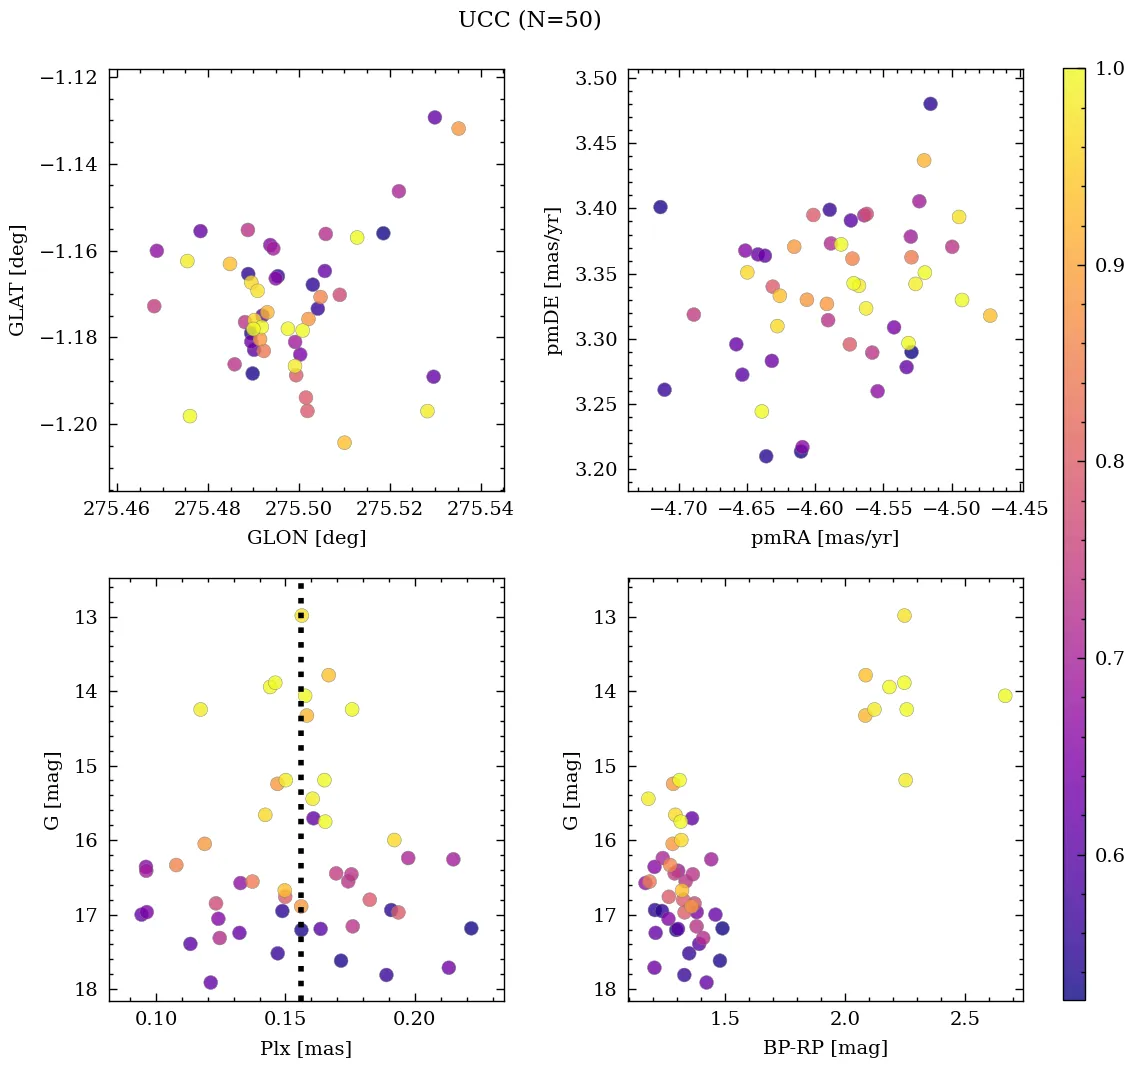 UCC (N=50)
−1.12
−1.14
−1.16
−1.18
−1.20
GLAT [deg]
275.46 275.48 275.50 275.52 275.54
GLON [deg]
3.50
3.45
3.40
3.35
3.30
3.25
3.20
pmDE [mas/yr]
−4.70 −4.65 −4.60 −4.55 −4.50 −4.45
pmRA [mas/yr]
13
14
15
16
17
18
G [mag]
0.10 0.15 0.20
Plx [mas]
13
14
15
16
17
18
G [mag]
1.5 2.0 2.5
BP-RP [mag]
1.0
0.9
0.8
0.7
0.6